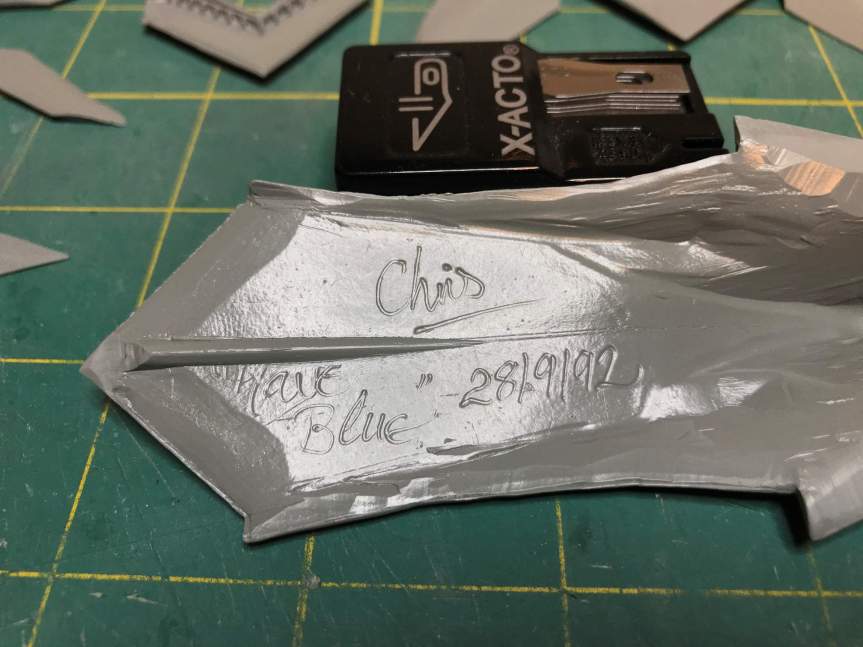 X-ACTO®
Chris
"Have
Blue" 28/9/92